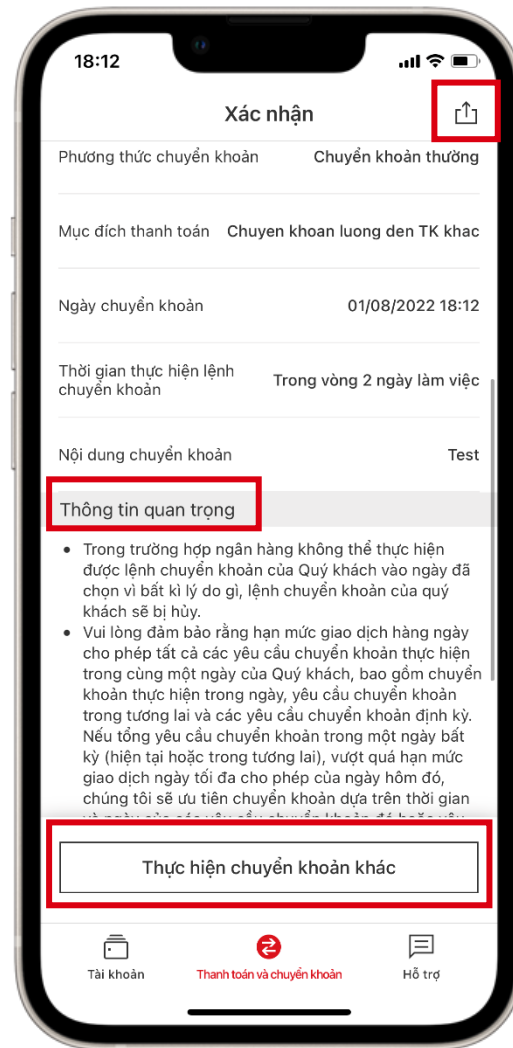 18:12
Xác nhận
Phương thức chuyển khoản Chuyển khoản thường
Mục đích thanh toán Chuyen khoan luong den TK khac
Ngày chuyển khoản 01/08/2022 18:12
Thời gian thực hiện lệnh
chuyển khoản Trong vòng 2 ngày làm việc
Nội dung chuyển khoản Test
Thông tin quan trọng
• Trong trường hợp ngân hàng không thể thực hiện
được lệnh chuyển khoản của Quý khách vào ngày đã
chọn vì bất kì lý do gì, lệnh chuyển khoản của quý
khách sẽ bị hủy.
• Vui lòng đảm bảo rằng hạn mức giao dịch hàng ngày
cho phép tất cả các yêu cầu chuyển khoản thực hiện
trong cùng một ngày của Quý khách, bao gồm chuyển
khoản thực hiện trong ngày, yêu cầu chuyển khoản
trong tương lai và các yêu cầu chuyển khoản định kỳ.
Nếu tổng yêu cầu chuyển khoản trong một ngày bất
kỳ (hiện tại hoặc trong tương lai), vượt quá hạn mức
giao dịch ngày tối đa cho phép của ngày hôm đó,
chúng tôi sẽ ưu tiên chuyển khoản dựa trên thời gian
Thực hiện chuyển khoản khác
Tài khoản Thanh toán và chuyển khoản Hỗ trợ